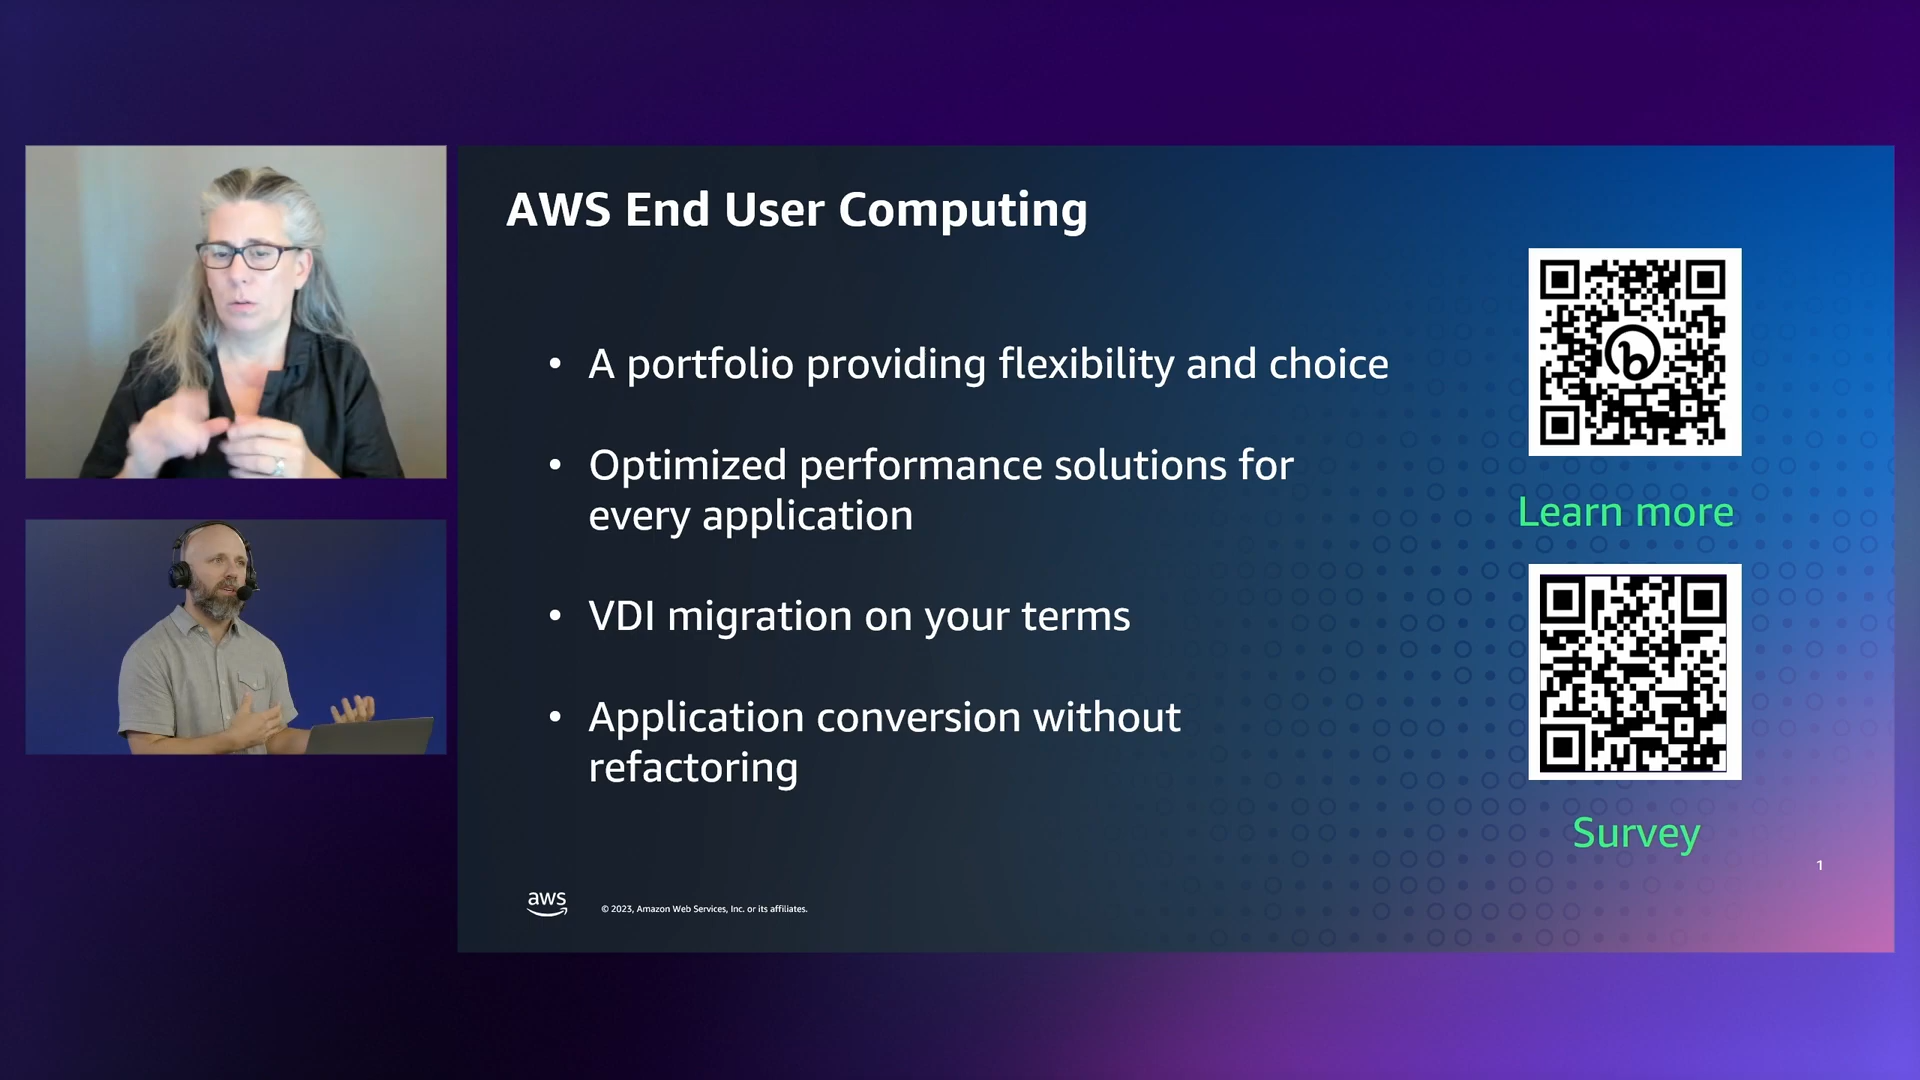 AWS End User Computing
• A portfolio providing flexibility and choice
• Optimized performance solutions for
every application
• VDI migration on your terms
• Application conversion without
refactoring
Learn more
Survey
1
aws
© 2023, Amazon Web Services, Inc. or its affiliates.